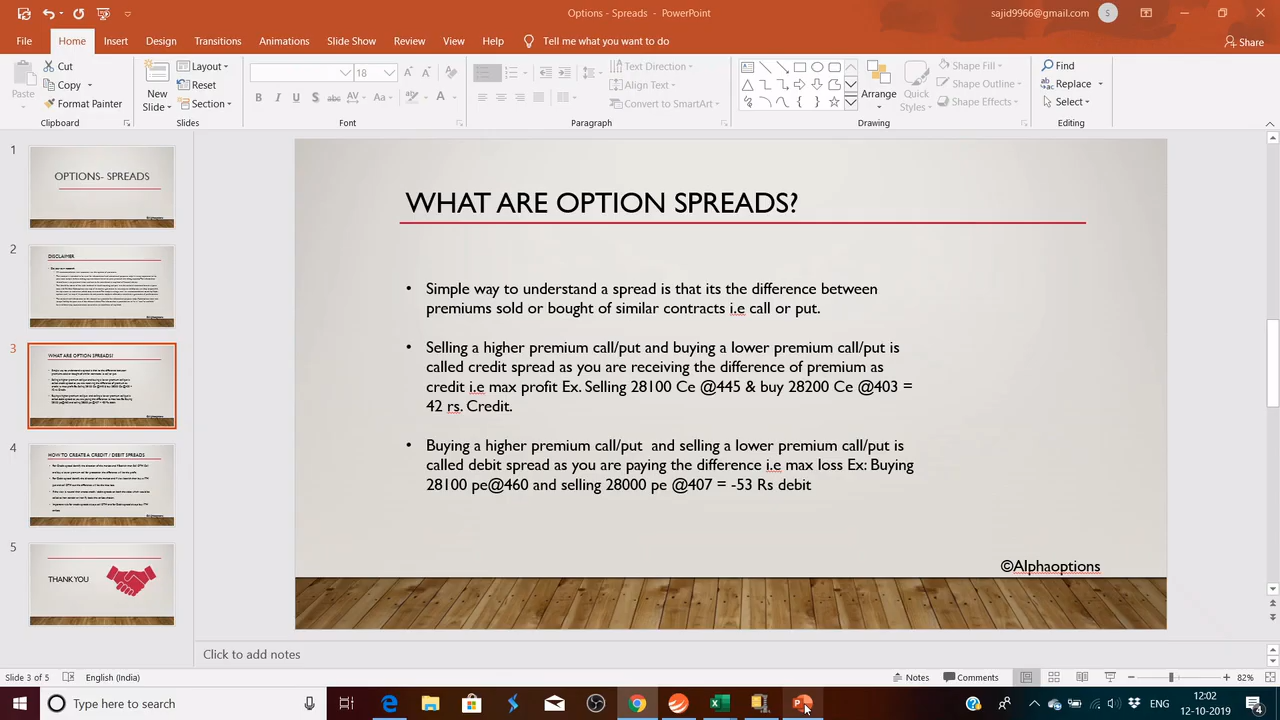 Options - Spreads - PowerPoint
sajid9966@gmail.com
S
File Home Insert Design Transitions Animations Slide Show Review View Help Tell me what you want to do
Share
Paste
Cut
Copy
Format Painter
Clipboard
New
Slide
Layout
Reset
Section
Slides
18
Font
Text Direction
Align Text
Convert to SmartArt
Paragraph
Arrange
Quick
Styles
Shape Fill
Shape Outline
Shape Effects
Drawing
Find
Replace
Select
Editing
1
OPTIONS- SPREADS
2
DISCLAIMER
3
WHAT ARE OPTION SPREADS?
4
HOW TO CREATE A CREDIT / DEBIT SPREADS
5
THANK YOU
WHAT ARE OPTION SPREADS?
• Simple way to understand a spread is that its the difference between
premiums sold or bought of similar contracts i.e call or put.
• Selling a higher premium call/put and buying a lower premium call/put is
called credit spread as you are receiving the difference of premium as
credit i.e max profit Ex. Selling 28100 Ce @445 & buy 28200 Ce @403 =
42 rs. Credit.
• Buying a higher premium call/put and selling a lower premium call/put is
called debit spread as you are paying the difference i.e max loss Ex: Buying
28100 pe@460 and selling 28000 pe @407 = -53 Rs debit
©Alphaoptions
Click to add notes
Slide 3 of 5
English (India)
Notes
Comments
82%
Type here to search
ENG
12:02
12-10-2019
4